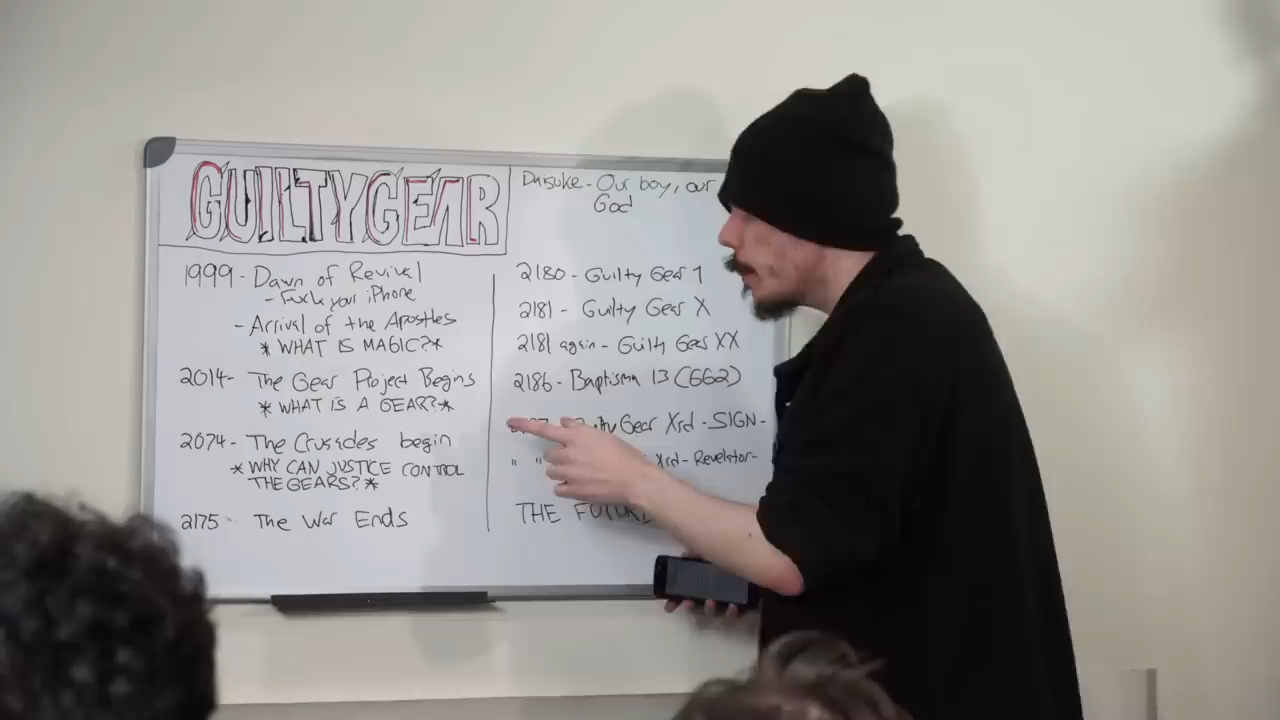 GUILTYGEAR
1999 - Dawn of Revival
- Fuck your iPhone
- Arrival of the Apostles
* WHAT IS MAGIC?*
2014- The Gear Project Begins
* WHAT IS A GEAR?*
2074 - The Crusades begin
* WHY CAN JUSTICE CONTROL
THE GEARS? *
2175 - The War Ends
Daisuke - Our boy, our
God
2180 - Guilty Gear 1
2181 - Guilty Gear X
2181 again - Guilty Gear XX
2186 - Baptisma 13 (GG2)
Gear Xrd - SIGN -
" " Xrd - Revelator-
THE